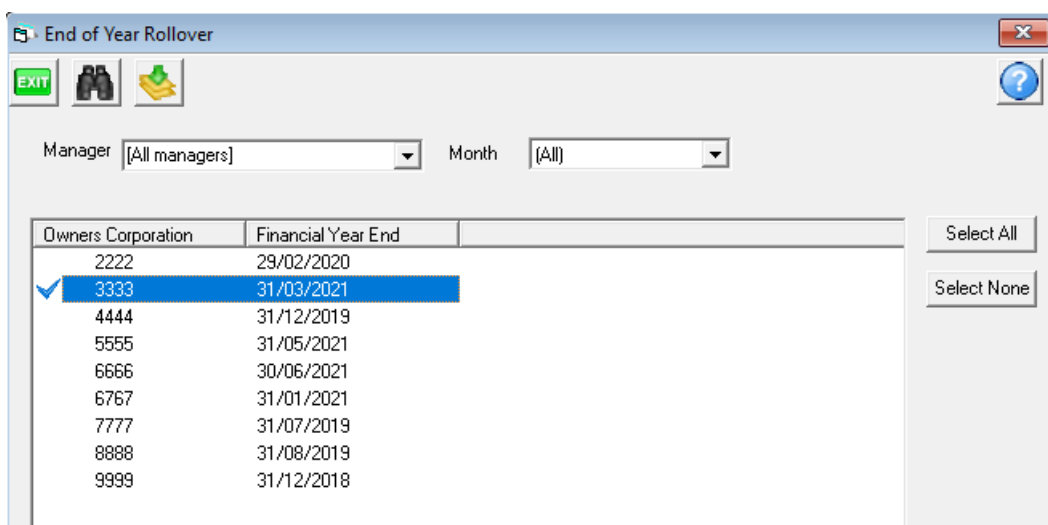 End of Year Rollover
EXIT
?
Manager [All managers] Month (All)
Owners Corporation Financial Year End
Select All
2222 29/02/2020
3333 31/03/2021
Select None
4444 31/12/2019
5555 31/05/2021
6666 30/06/2021
6767 31/01/2021
7777 31/07/2019
8888 31/08/2019
9999 31/12/2018